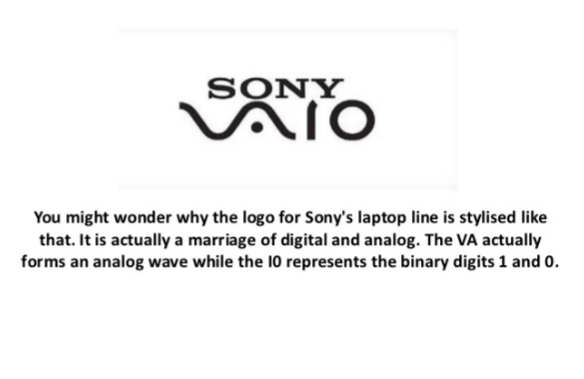 SONY
VAIO
You might wonder why the logo for Sony's laptop line is stylised like
that. It is actually a marriage of digital and analog. The VA actually
forms an analog wave while the I0 represents the binary digits 1 and 0.